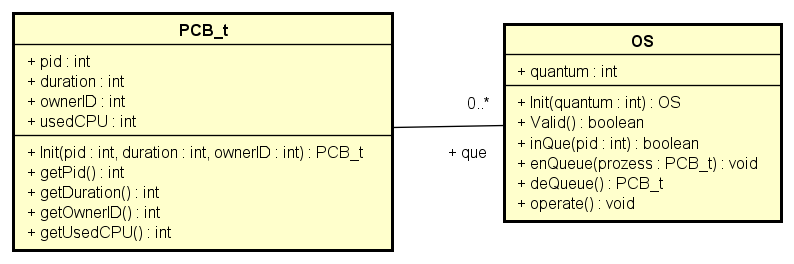 PCB_t
+ pid : int
+ duration : int
+ ownerID : int
+ usedCPU : int
+ Init(pid : int, duration : int, ownerID : int) : PCB_t
+ getPid() : int
+ getDuration() : int
+ getOwnerID() : int
+ getUsedCPU() : int
0..*
+ que
OS
+ quantum : int
+ Init(quantum : int) : OS
+ Valid() : boolean
+ inQue(pid : int) : boolean
+ enQueue(prozess : PCB_t) : void
+ deQueue() : PCB_t
+ operate() : void